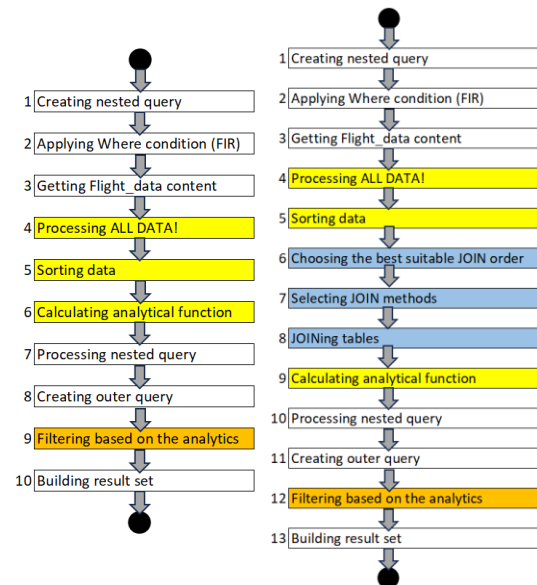 1 Creating nested query
2 Applying Where condition (FIR)
3 Getting Flight_data content
4 Processing ALL DATA!
5 Sorting data
6 Calculating analytical function
7 Processing nested query
8 Creating outer query
9 Filtering based on the analytics
10 Building result set
1 Creating nested query
2 Applying Where condition (FIR)
3 Getting Flight_data content
4 Processing ALL DATA!
5 Sorting data
6 Choosing the best suitable JOIN order
7 Selecting JOIN methods
8 JOINing tables
9 Calculating analytical function
10 Processing nested query
11 Creating outer query
12 Filtering based on the analytics
13 Building result set